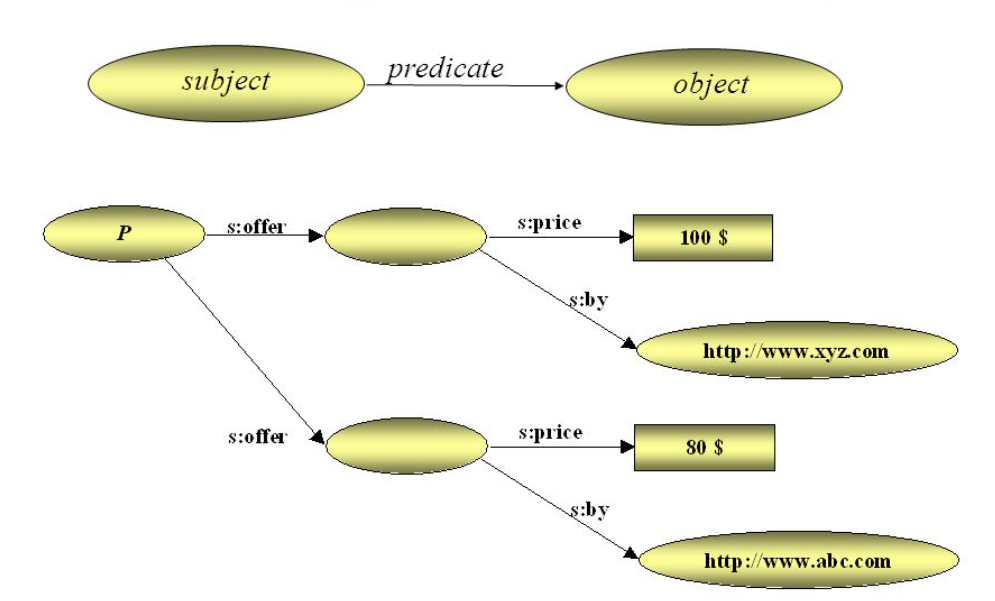 subject predicate object
P s:offer s:price 100 $
s:by
http://www.xyz.com
s:offer s:price 80 $
s:by
http://www.abc.com